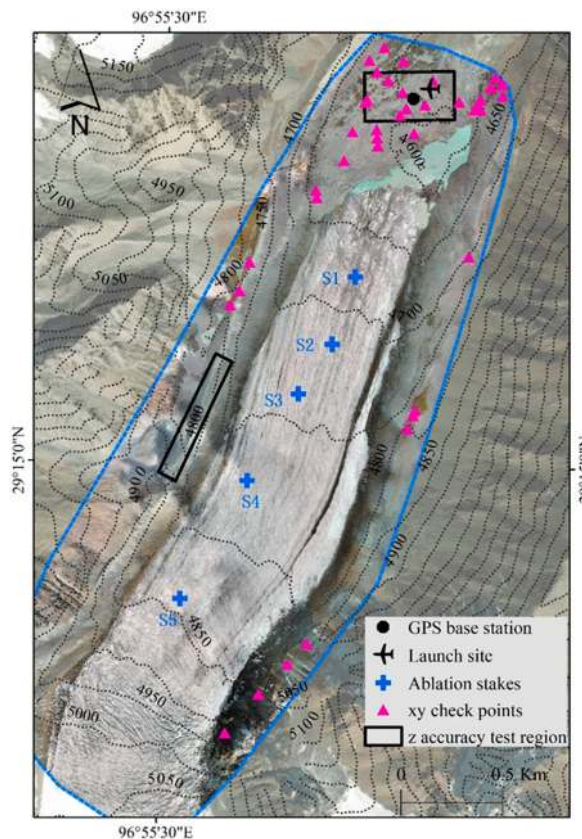 96°55'30"E
5150
N
4700
4650
4600
4950
5100
4750
5050
4800
S1
4700
S2
S3
4800
29°15'0"N
4800
4850
4900
S4
4900
S5
4850
GPS base station
Launch site
Ablation stakes
xy check points
z accuracy test region
4950
5050
5000
5100
5050
0
0.5 Km
96°55'30"E